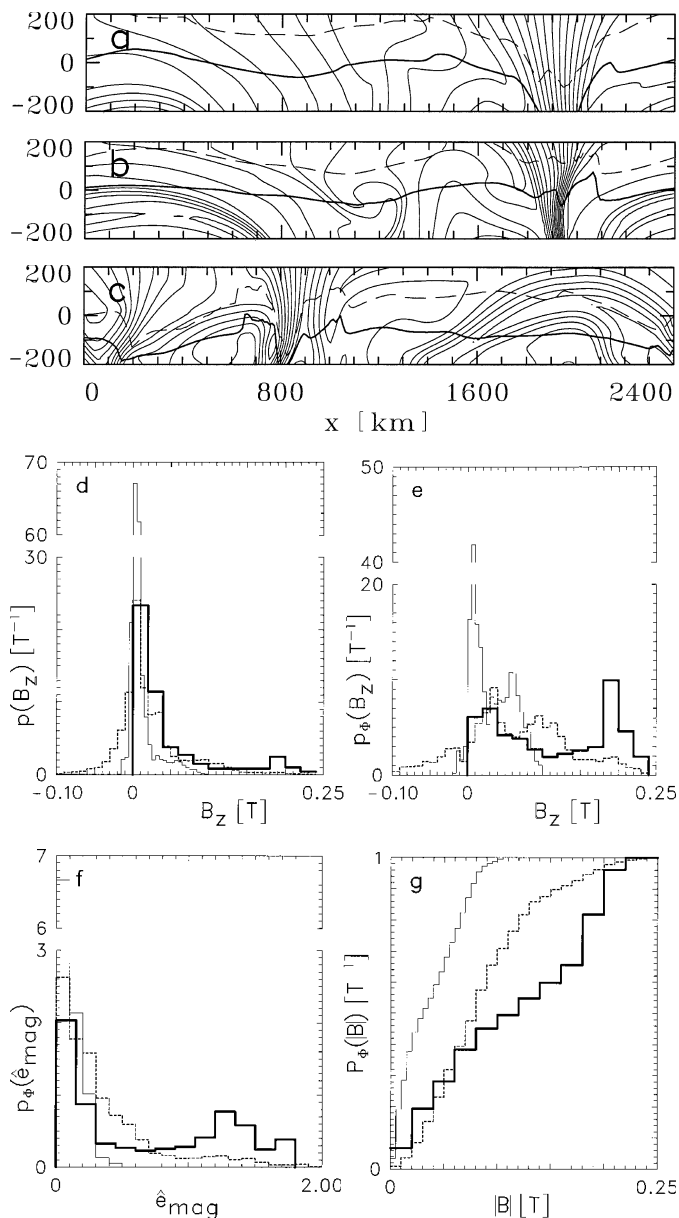 a
200
0
-200
b
200
0
-200
c
200
0
-200
0 800 1600 2400
x [km]
d
70
60
30
0
p(B_z) [T⁻¹]
-0.10 0 0.25
B_z [T]
e
50
40
20
0
p_Φ(B_z) [T⁻¹]
-0.10 0 0.25
B_z [T]
f
7
6
3
0
p_Φ(ê_mag)
0 2.00
ê_mag
g
1
0
P_Φ(|B|) [T⁻¹]
0 0.25
|B| [T]